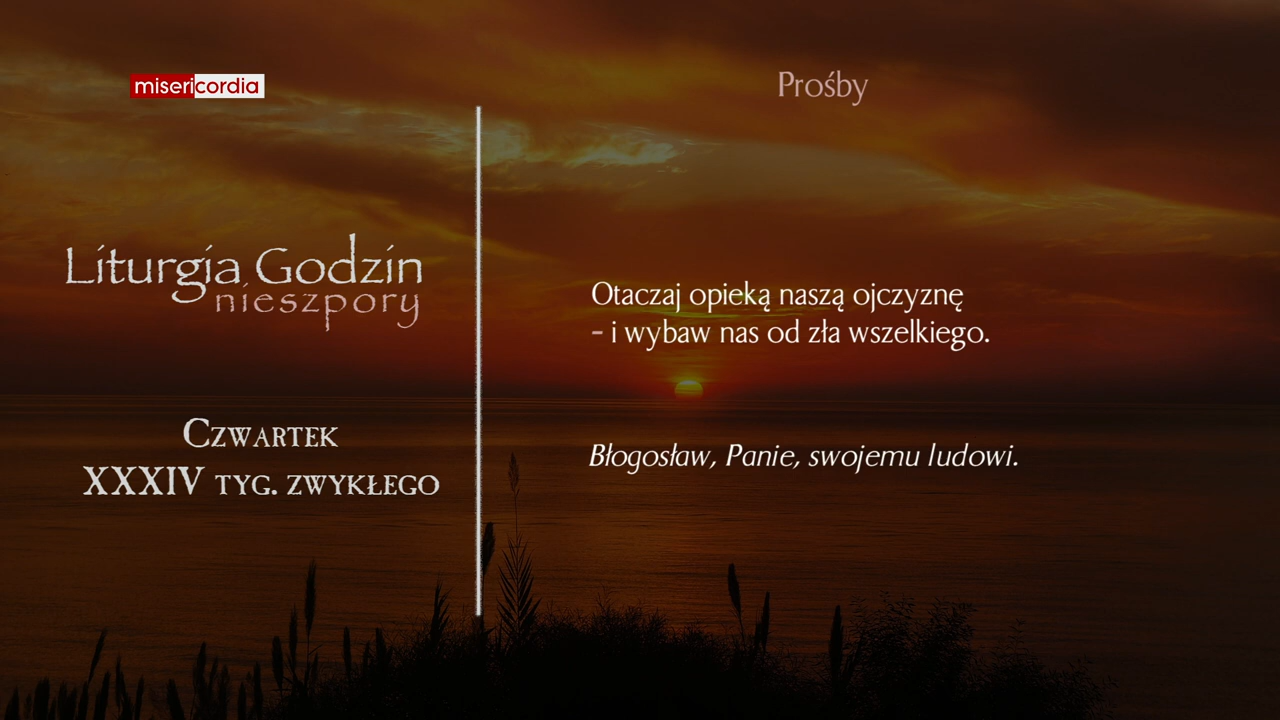 misericordia
Liturgia Godzin
nieszpory
Czwartek
XXXIV tyg. zwykłego
Prośby
Otaczaj opieką naszą ojczyznę
- i wybaw nas od zła wszelkiego.
Błogosław, Panie, swojemu ludowi.